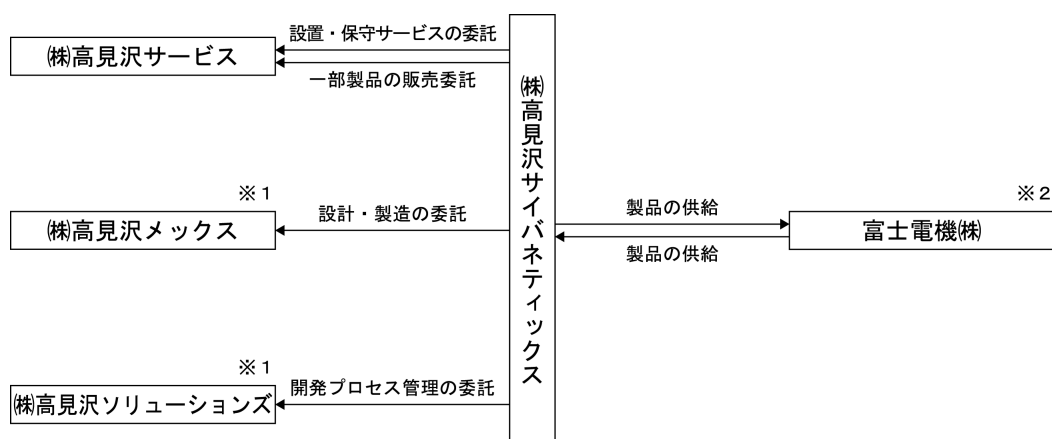 設置・保守サービスの委託
㈱高見沢サービス
一部製品の販売委託
㈱高見沢サイバネティックス
※1
㈱高見沢メックス
設計・製造の委託
製品の供給
製品の供給
※2
富士電機㈱
※1
㈱高見沢ソリューションズ
開発プロセス管理の委託